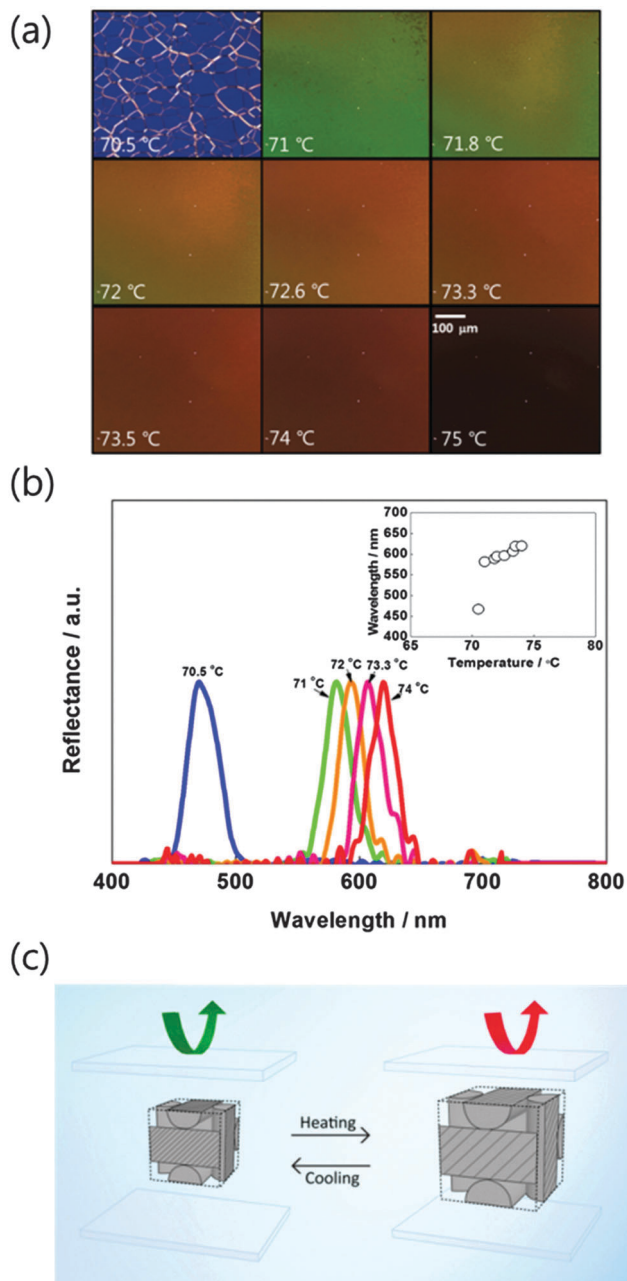 (a)
70.5 °C
71 °C
71.8 °C
72 °C
72.6 °C
73.3 °C
100 μm
73.5 °C
74 °C
75 °C
(b)
Reflectance / a.u.
70.5 °C
71 °C
72 °C
73.3 °C
74 °C
Wavelength / nm
700
650
600
550
500
450
400
65 70 75 80
Temperature / °C
400 500 600 700 800
Wavelength / nm
(c)
Heating
Cooling